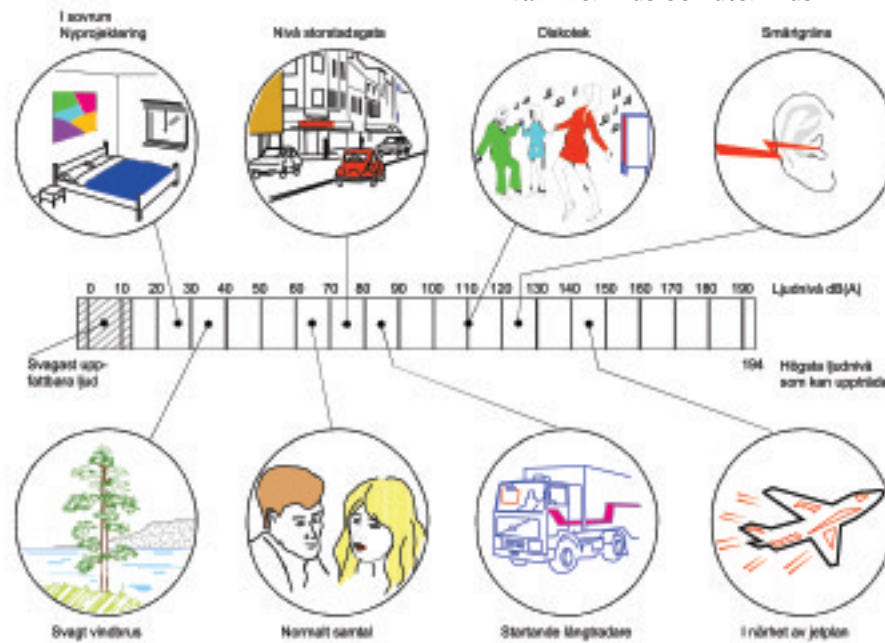 I sovrum
Nyprojektering
Nivå storstadsgata
Diskotek
Smärtgräns
0 10 20 30 40 50 60 70 80 90 100 110 120 130 140 150 160 170 180 190
Ljudnivå dB(A)
Svagast upp-
fattbara ljud
194
Högsta ljudnivå
som kan uppträda
Svagt vindbrus
Normalt samtal
Startande långtradare
I närhet av jetplan